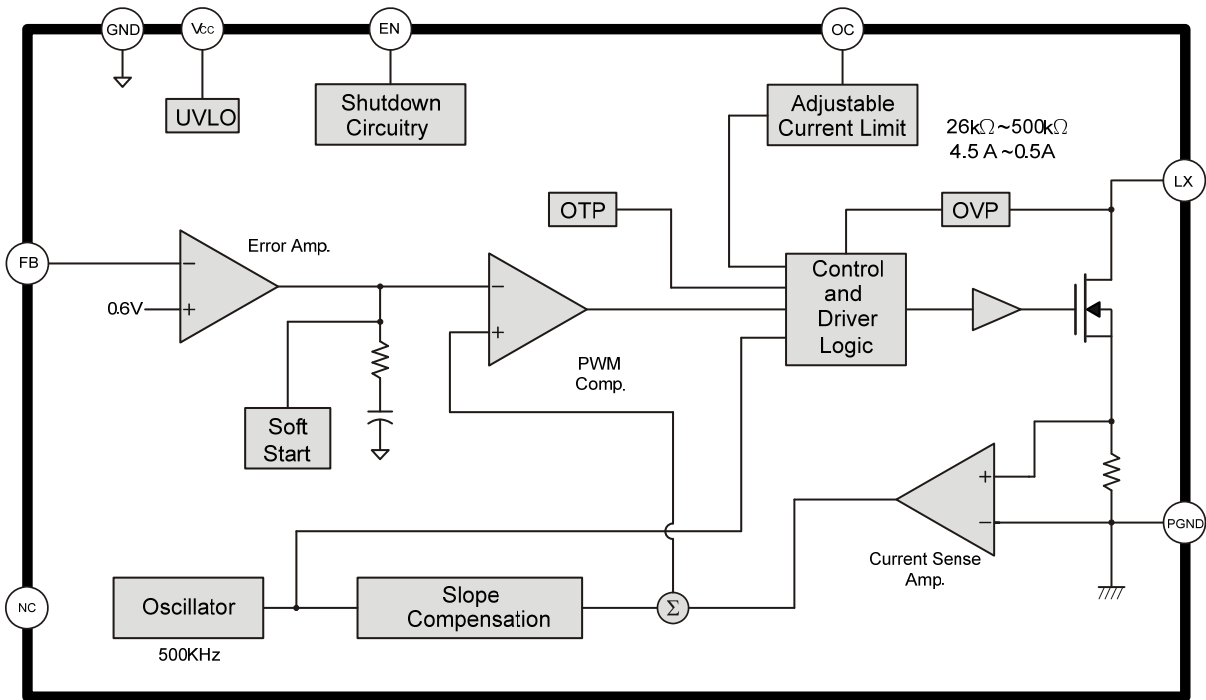 GND
Vcc
EN
OC
UVLO
Shutdown
Circuitry
Adjustable
Current Limit
26kΩ~500kΩ
4.5 A ~0.5A
LX
OTP
OVP
FB
Error Amp.
−
+
0.6V
−
+
PWM
Comp.
Control
and
Driver
Logic
Soft
Start
+
−
PGND
Current Sense
Amp.
NC
Oscillator
500KHz
Slope
Compensation
Σ